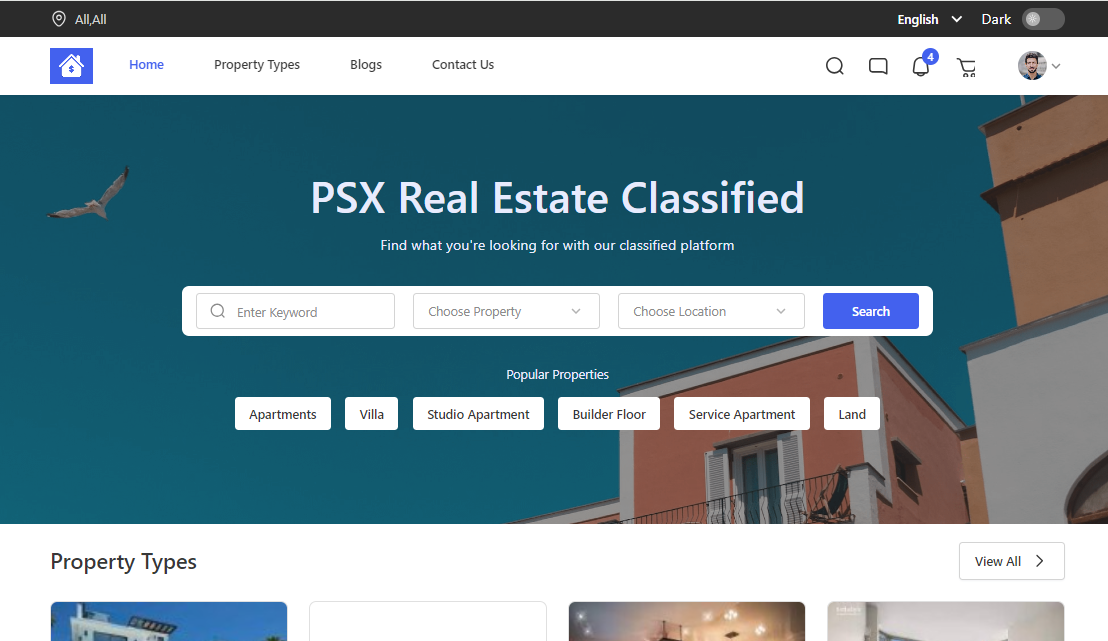 All,All
English
Dark
Home
Property Types
Blogs
Contact Us
4
PSX Real Estate Classified
Find what you're looking for with our classified platform
Enter Keyword
Choose Property
Choose Location
Search
Popular Properties
Apartments
Villa
Studio Apartment
Builder Floor
Service Apartment
Land
Property Types
View All